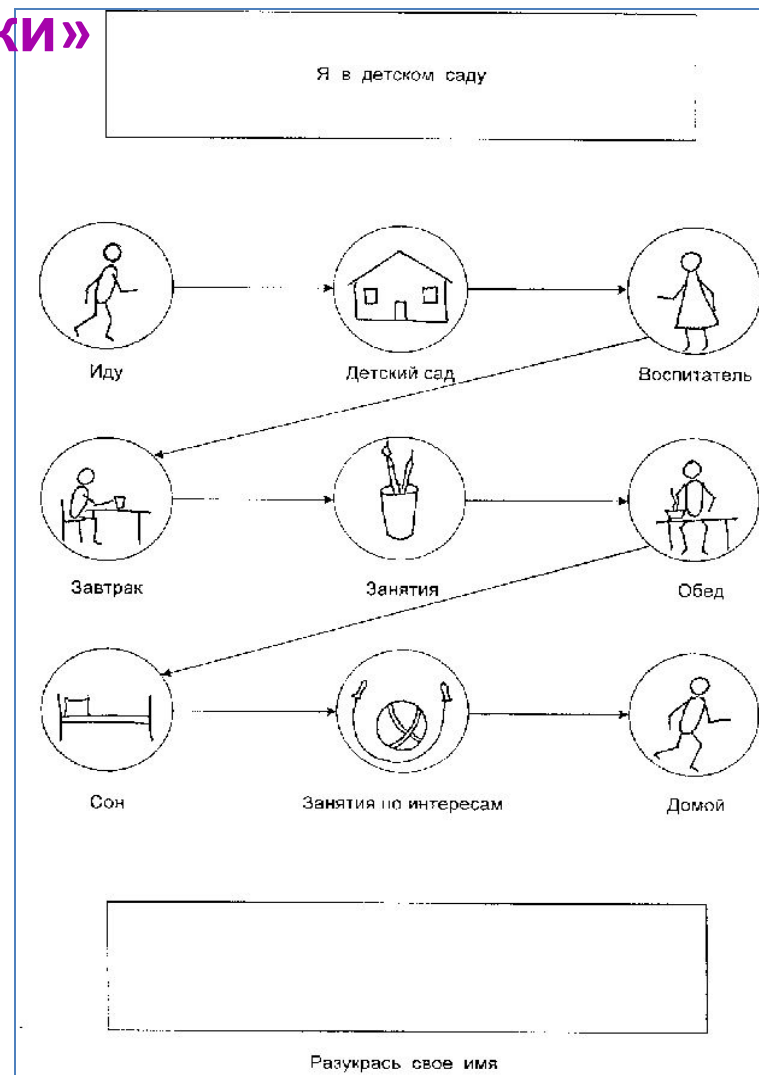 ки»
Я в детском саду
Иду
Детский сад
Воспитатель
Завтрак
Занятия
Обед
Сон
Занятия по интересам
Домой
Разукрась свое имя